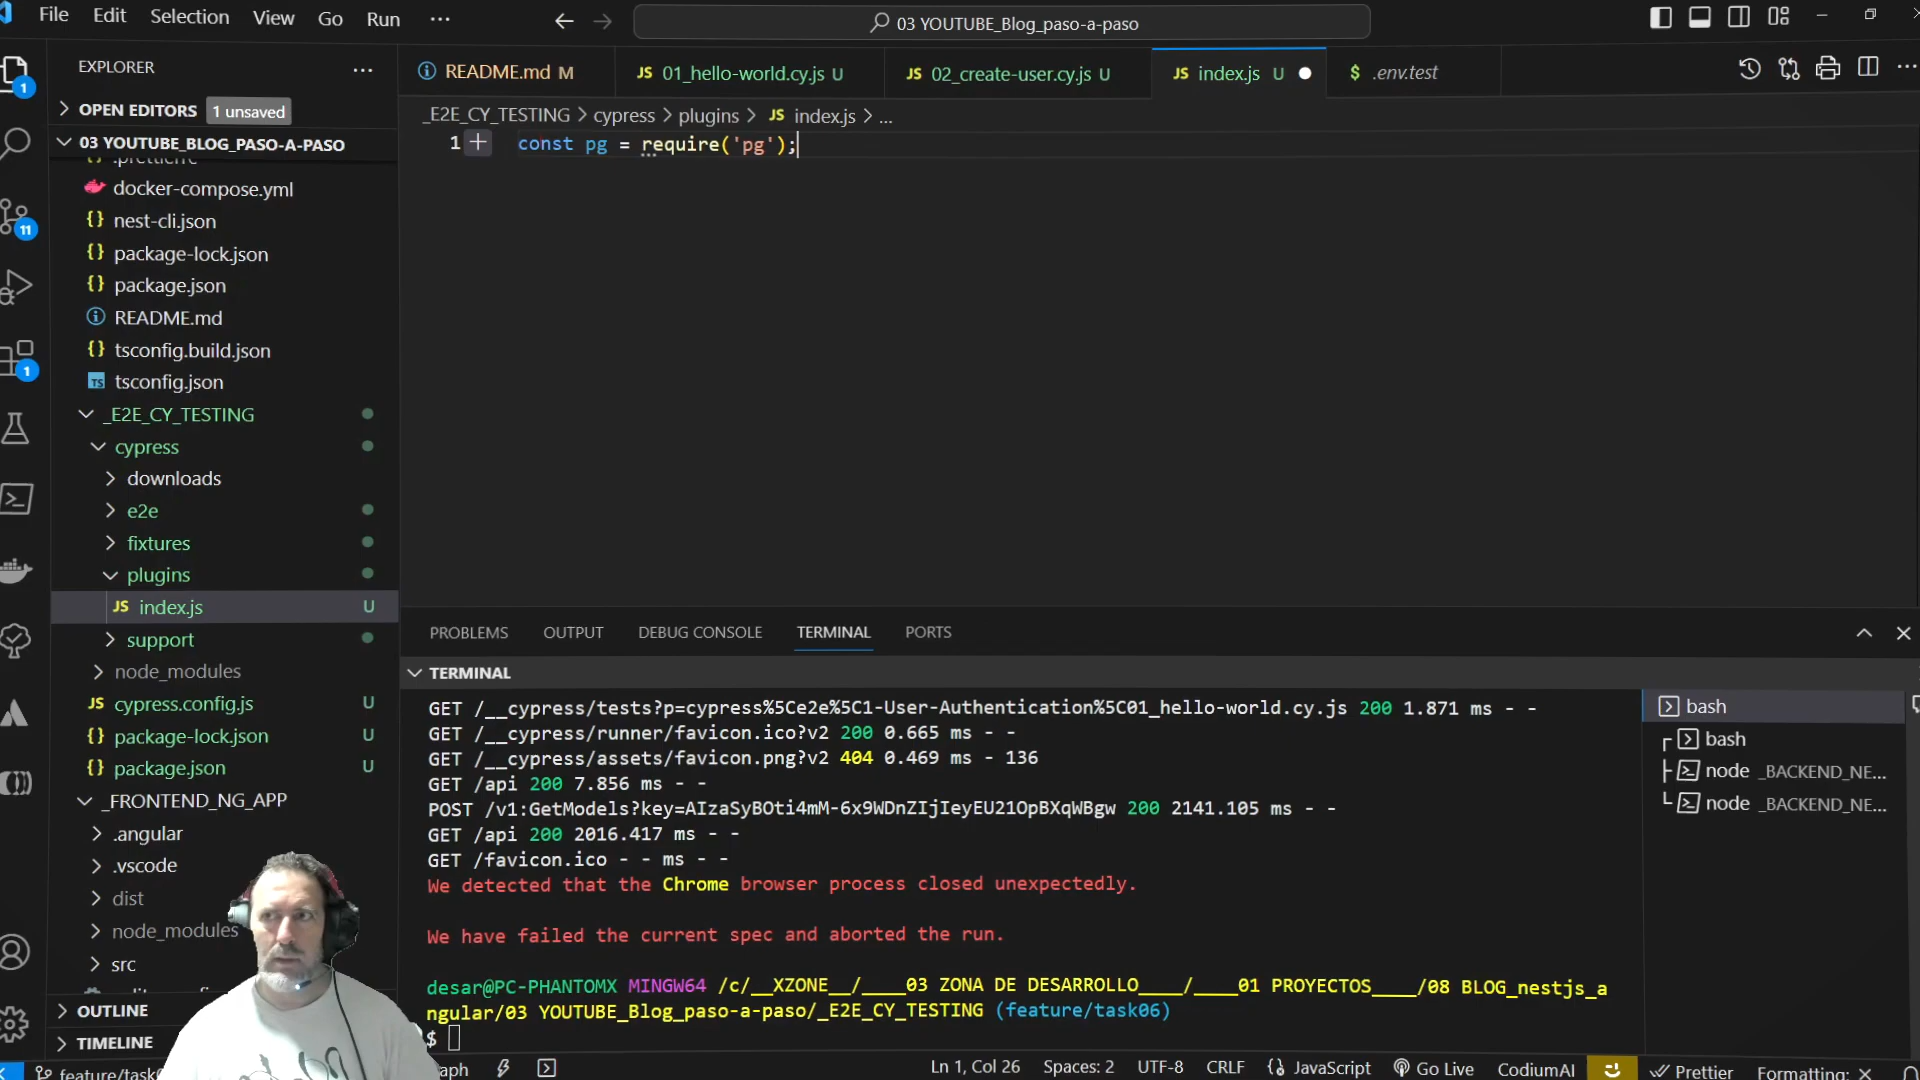 File Edit Selection View Go Run ...
03 YOUTUBE_Blog_paso-a-paso
EXPLORER
README.md M
01_hello-world.cy.js U
02_create-user.cy.js U
index.js U
.env.test
OPEN EDITORS 1 unsaved
_E2E_CY_TESTING > cypress > plugins > JS index.js > ...
03 YOUTUBE_BLOG_PASO-A-PASO
1 const pg = require('pg');
.prettierrc
docker-compose.yml
nest-cli.json
package-lock.json
package.json
README.md
tsconfig.build.json
tsconfig.json
_E2E_CY_TESTING
cypress
downloads
e2e
fixtures
plugins
JS index.js U
support
node_modules
JS cypress.config.js U
package-lock.json U
package.json U
_FRONTEND_NG_APP
.angular
.vscode
dist
node_modules
src
OUTLINE
TIMELINE
PROBLEMS OUTPUT DEBUG CONSOLE TERMINAL PORTS
TERMINAL
GET /__cypress/tests?p=cypress%5Ce2e%5C1-User-Authentication%5C01_hello-world.cy.js 200 1.871 ms - -
GET /__cypress/runner/favicon.ico?v2 200 0.665 ms - -
GET /__cypress/assets/favicon.png?v2 404 0.469 ms - 136
GET /api 200 7.856 ms - -
POST /v1:GetModels?key=AIzaSyBOti4mM-6x9WDnZIjIeyEU21OpBXqWBgw 200 2141.105 ms - -
GET /api 200 2016.417 ms - -
GET /favicon.ico - - ms - -
We detected that the Chrome browser process closed unexpectedly.
We have failed the current spec and aborted the run.
desar@PC-PHANTOMX MINGW64 /c/__XZONE__/____03 ZONA DE DESARROLLO____/____01 PROYECTOS____/08 BLOG_nestjs_a
ngular/03 YOUTUBE_Blog_paso-a-paso/_E2E_CY_TESTING (feature/task06)
$
bash
bash
node _BACKEND_NE...
node _BACKEND_NE...
Ln 1, Col 26 Spaces: 2 UTF-8 CRLF {} JavaScript Go Live CodiumAI Prettier Formatting: X